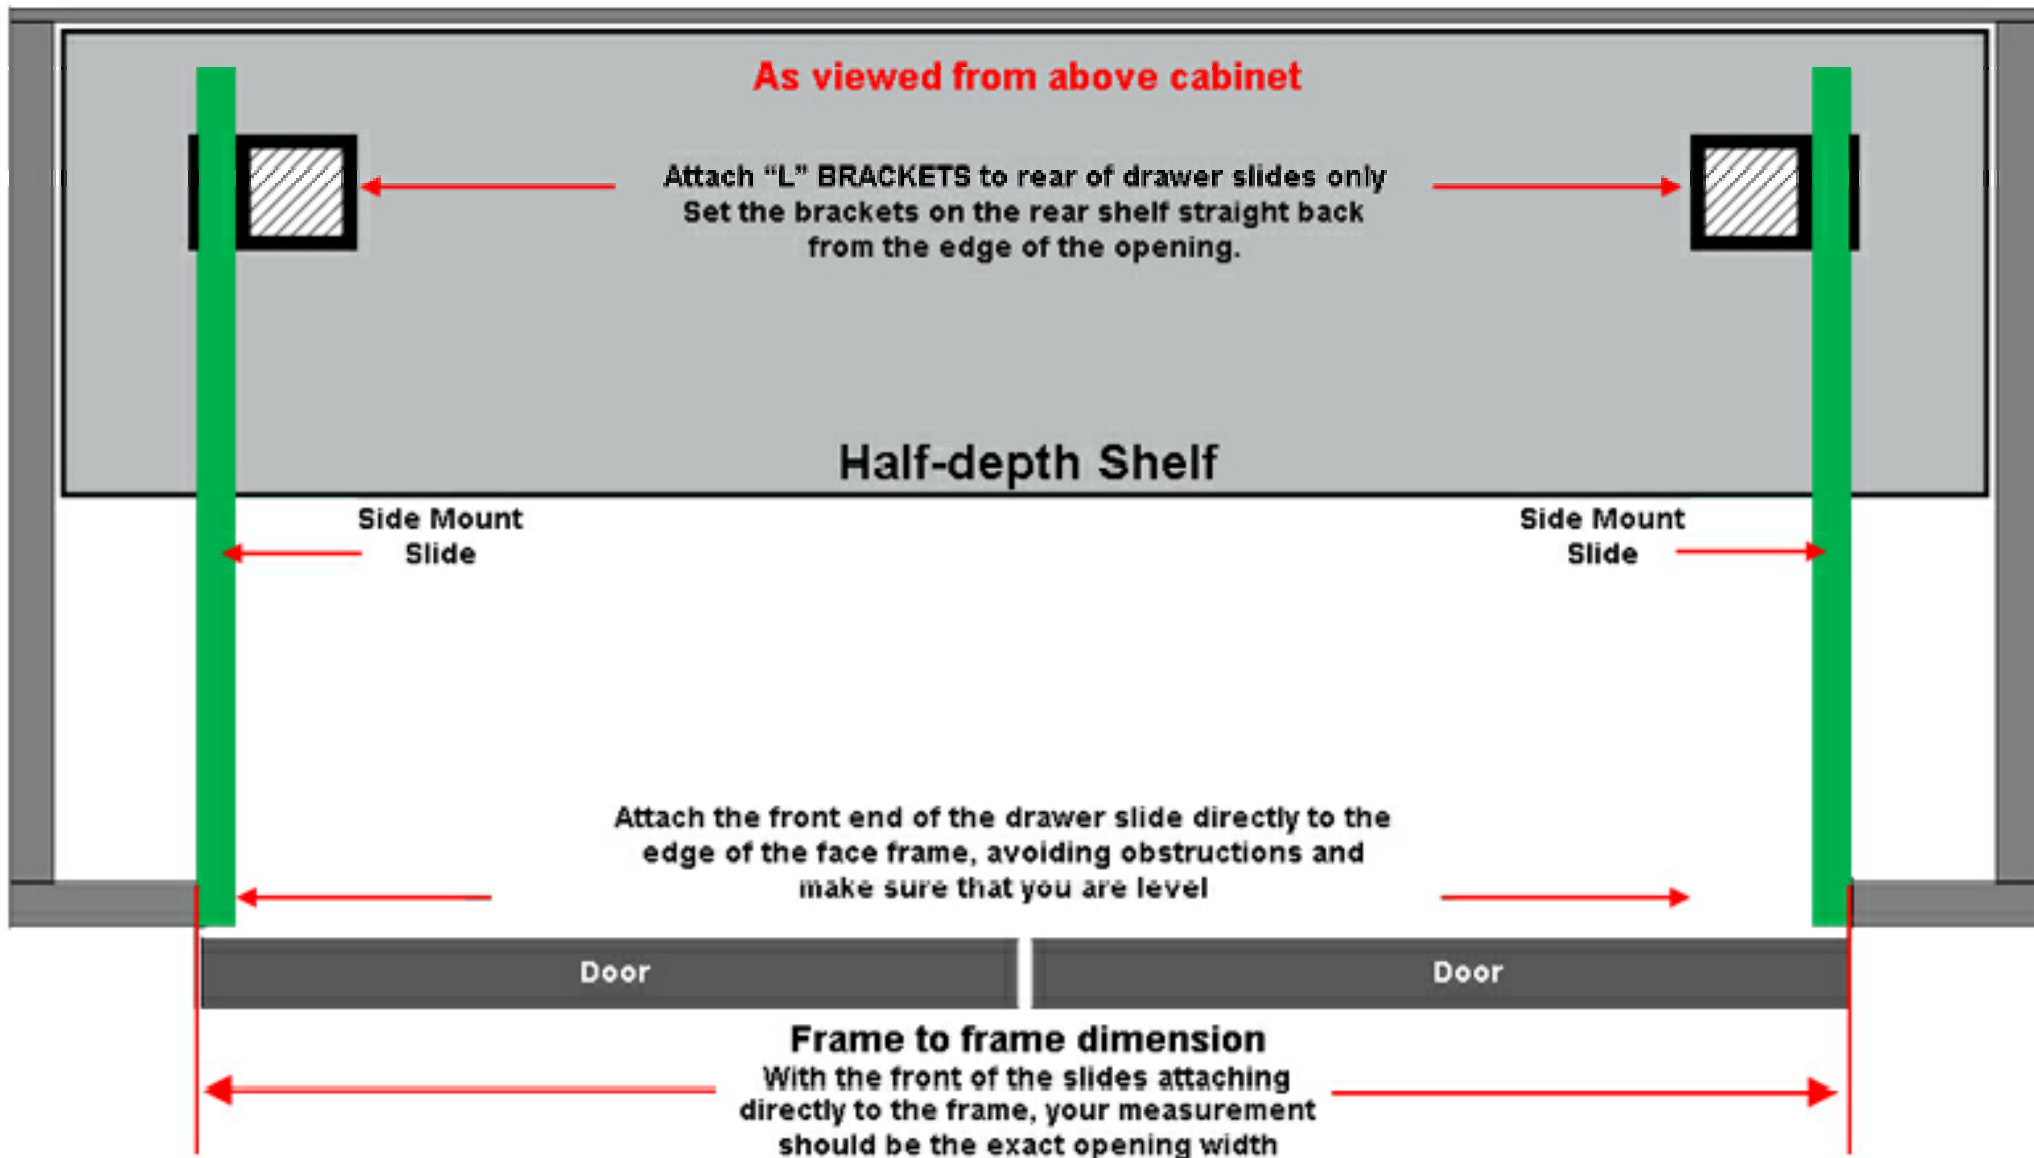 As viewed from above cabinet
Attach “L” BRACKETS to rear of drawer slides only
Set the brackets on the rear shelf straight back
from the edge of the opening.
Half-depth Shelf
Side Mount
Slide
Side Mount
Slide
Attach the front end of the drawer slide directly to the
edge of the face frame, avoiding obstructions and
make sure that you are level
Door
Door
Frame to frame dimension
With the front of the slides attaching
directly to the frame, your measurement
should be the exact opening width